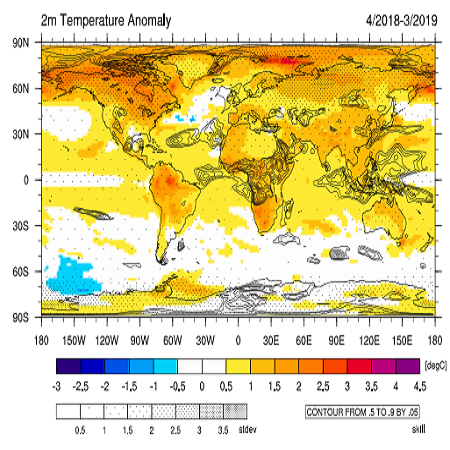 2m Temperature Anomaly 4/2018-3/2019
90N
60N
30N
0
30S
60S
90S
180 150W 120W 90W 60W 30W 0 30E 60E 90E 120E 150E 180
[degC]
-3 -2.5 -2 -1.5 -1 -0.5 0 0.5 1 1.5 2 2.5 3 3.5 4 4.5
CONTOUR FROM .5 TO .9 BY .05
0.5 1 1.5 2 2.5 3 3.5 stdev skill